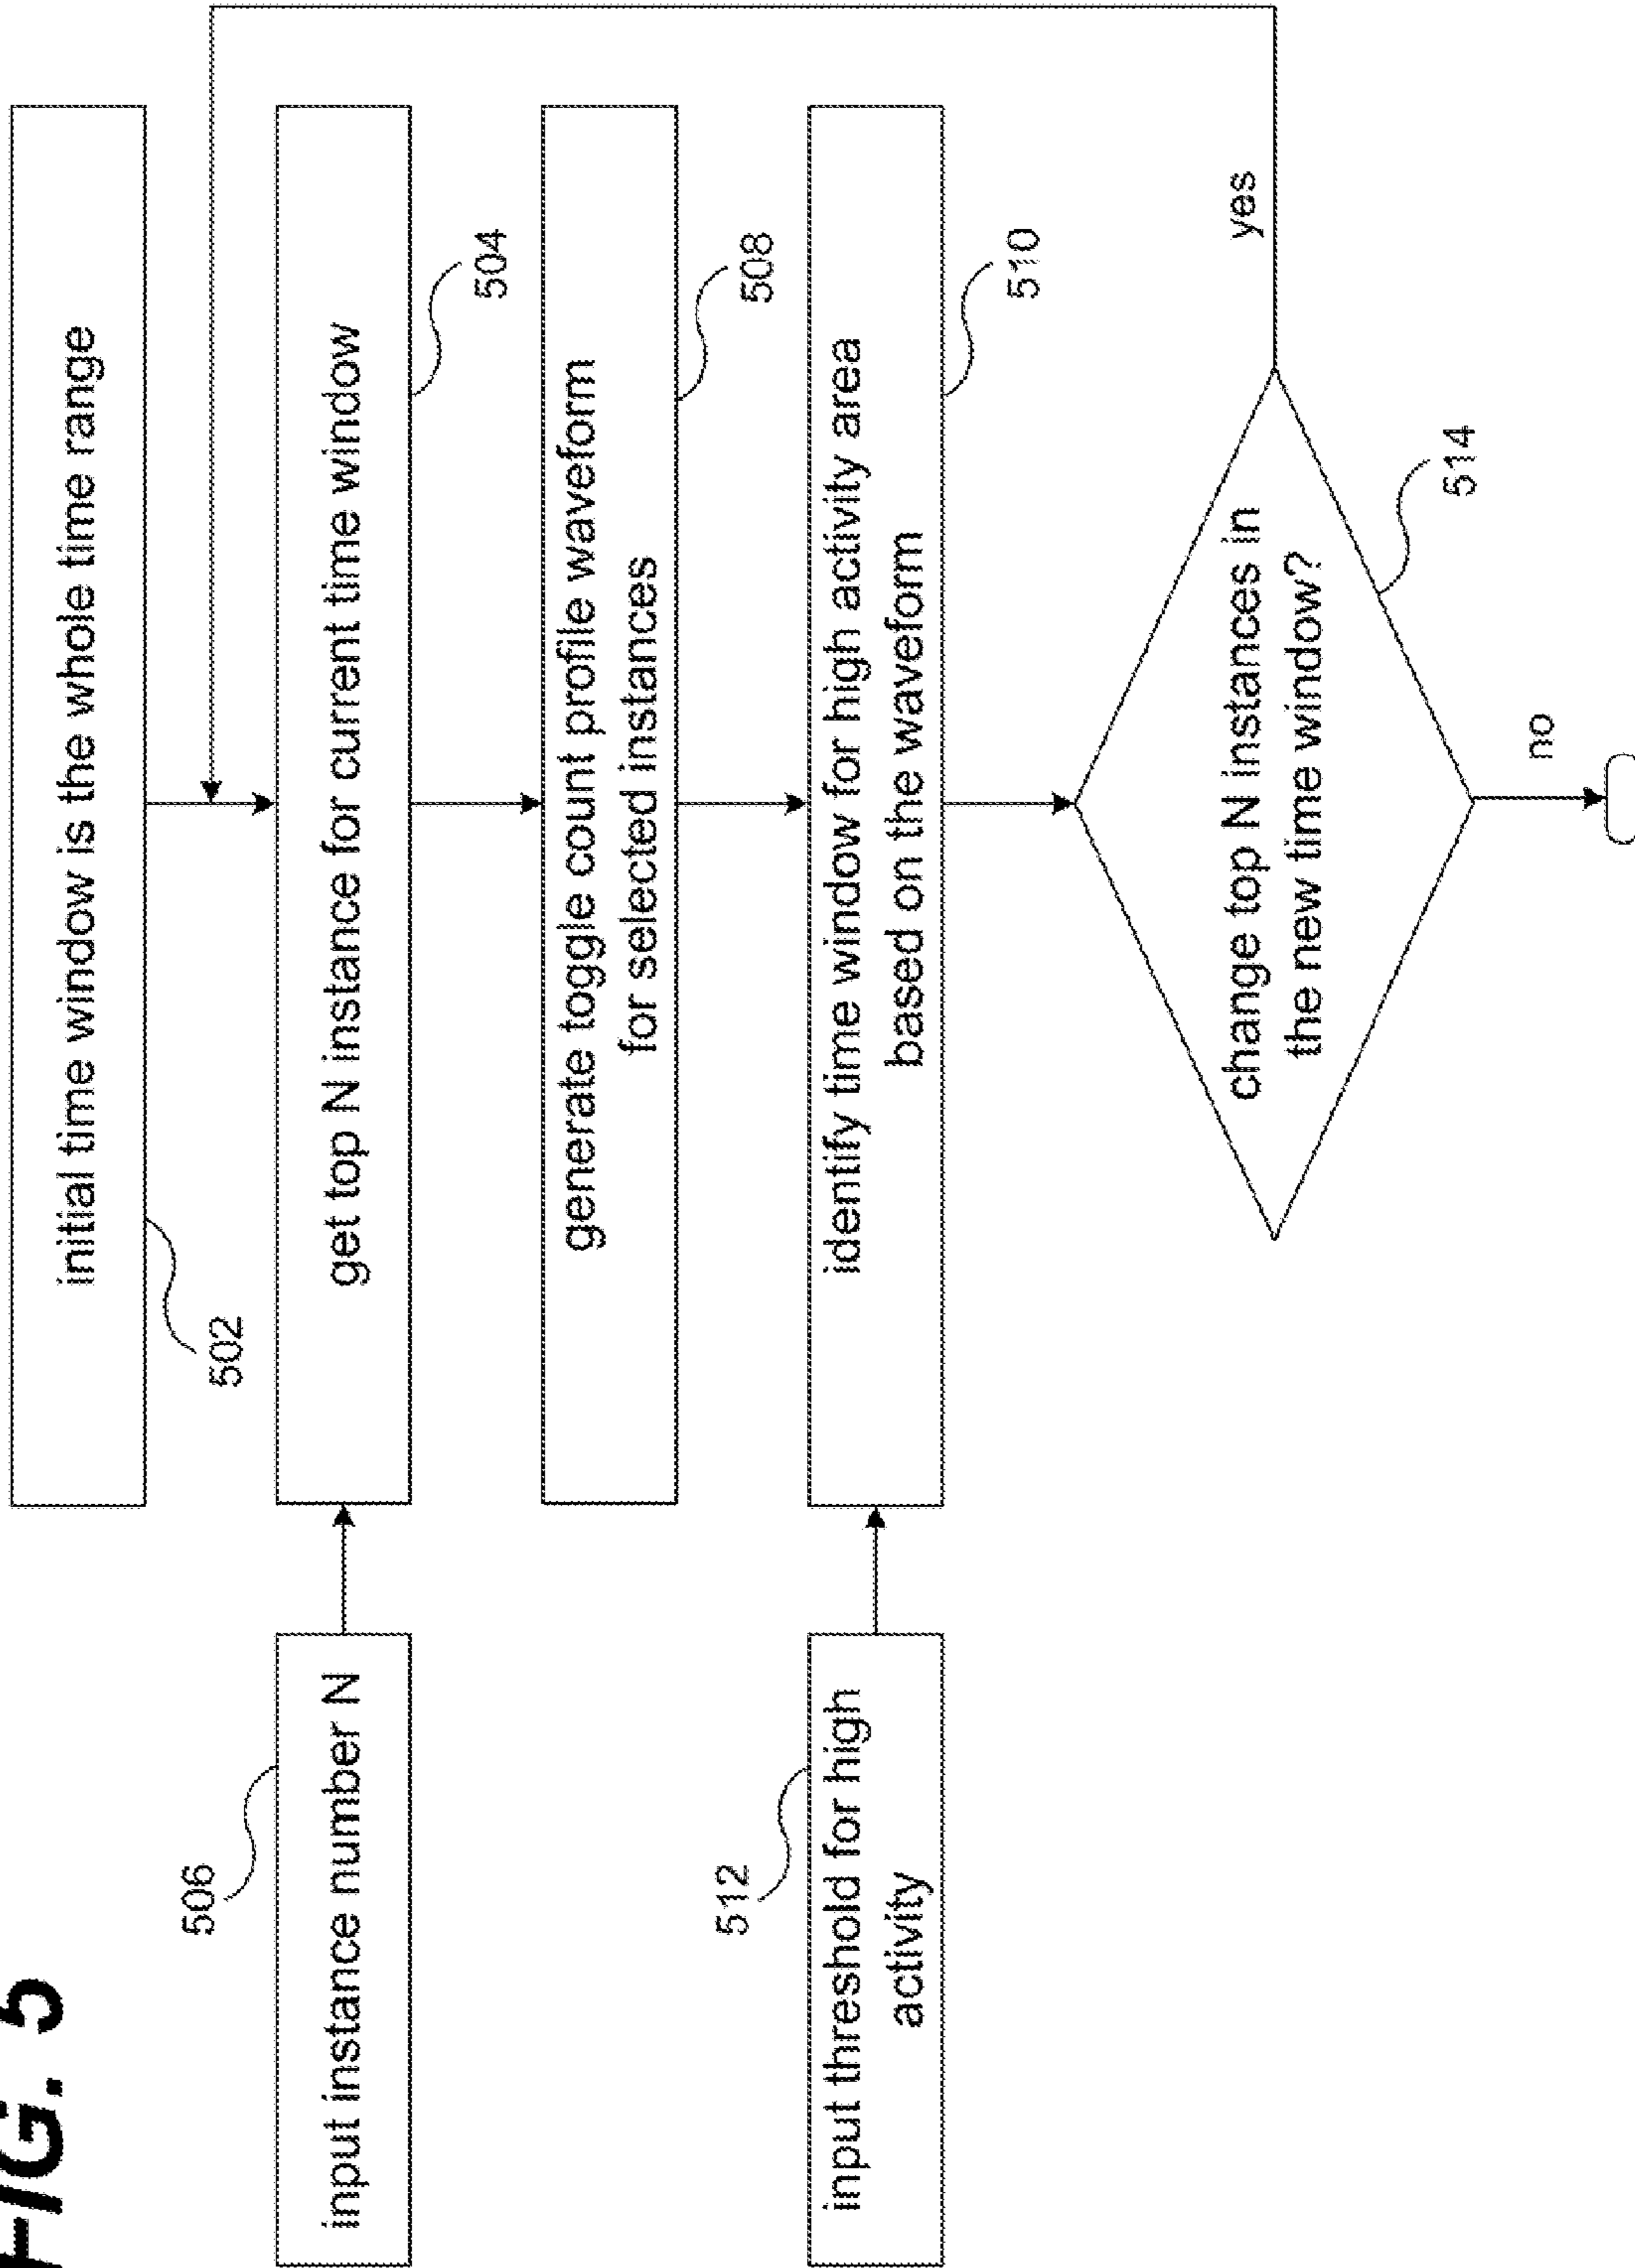 FIG. 5
initial time window is the whole time range
502
506
input instance number N
get top N instance for current time window
504
generate toggle count profile waveform
for selected instances
508
512
input threshold for high
activity
identify time window for high activity area
based on the waveform
510
change top N instances in
the new time window?
514
yes
no